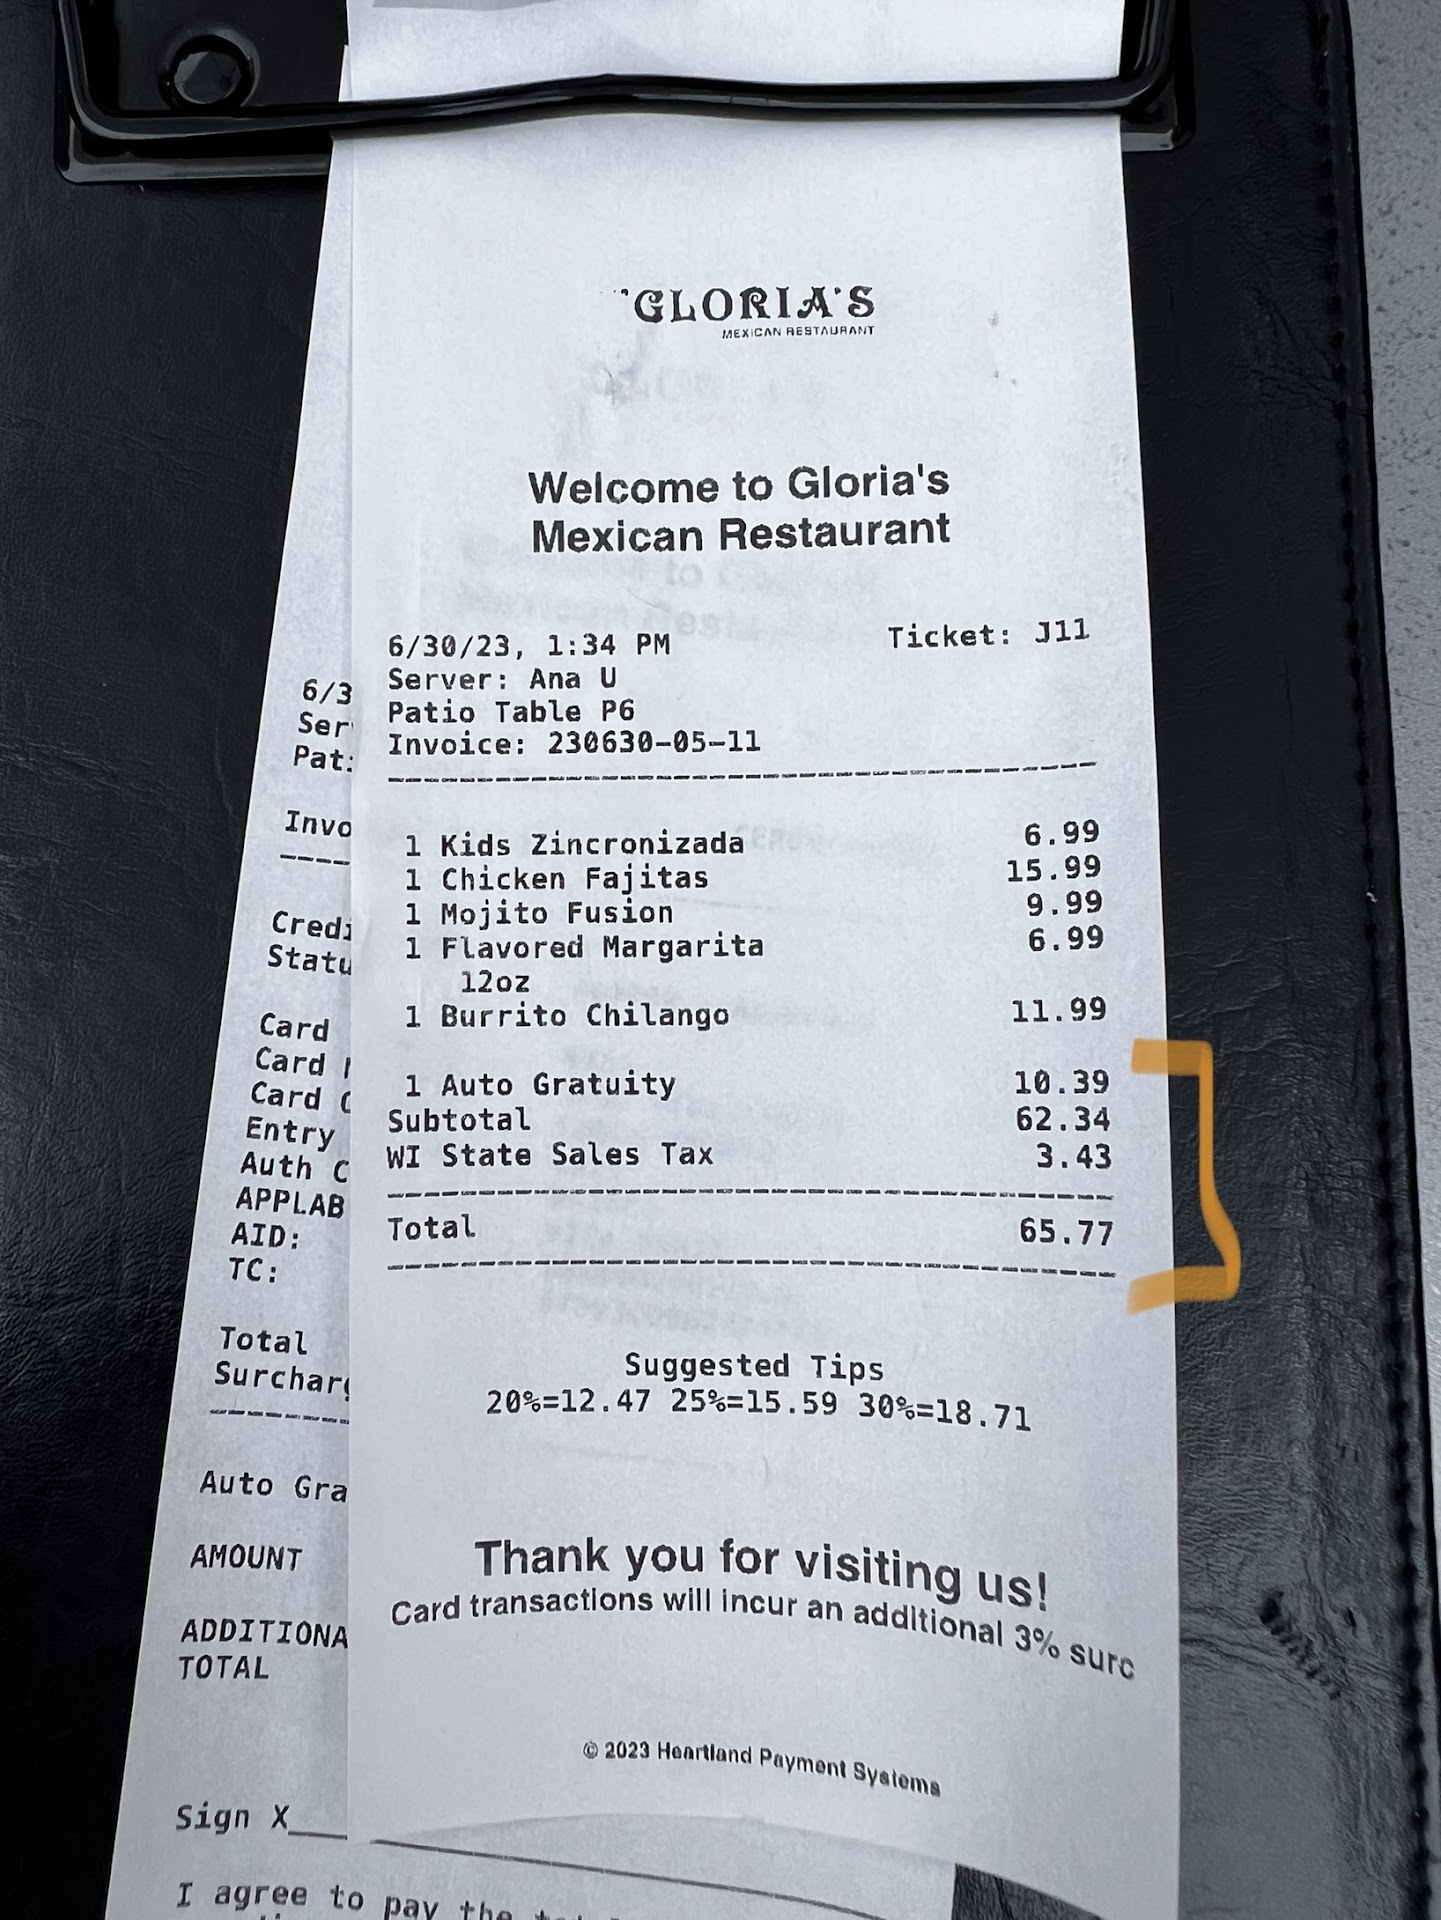 GLORIA'S
MEXICAN RESTAURANT
Welcome to Gloria's
Mexican Restaurant
6/30/23, 1:34 PM Ticket: J11
Server: Ana U
Patio Table P6
Invoice: 230630-05-11
1 Kids Zincronizada 6.99
1 Chicken Fajitas 15.99
1 Mojito Fusion 9.99
1 Flavored Margarita 6.99
12oz
1 Burrito Chilango 11.99
1 Auto Gratuity 10.39
Subtotal 62.34
WI State Sales Tax 3.43
Total 65.77
Suggested Tips
20%=12.47 25%=15.59 30%=18.71
Thank you for visiting us!
Card transactions will incur an additional 3% surc
© 2023 Heartland Payment Systems
6/3
Ser
Pat
Invo
Credi
Statu
Card
Card
Card
Entry
Auth C
APPLAB
AID:
TC:
Total
Surcharg
Auto Gra
AMOUNT
ADDITIONA
TOTAL
Sign X
I agree to pay the